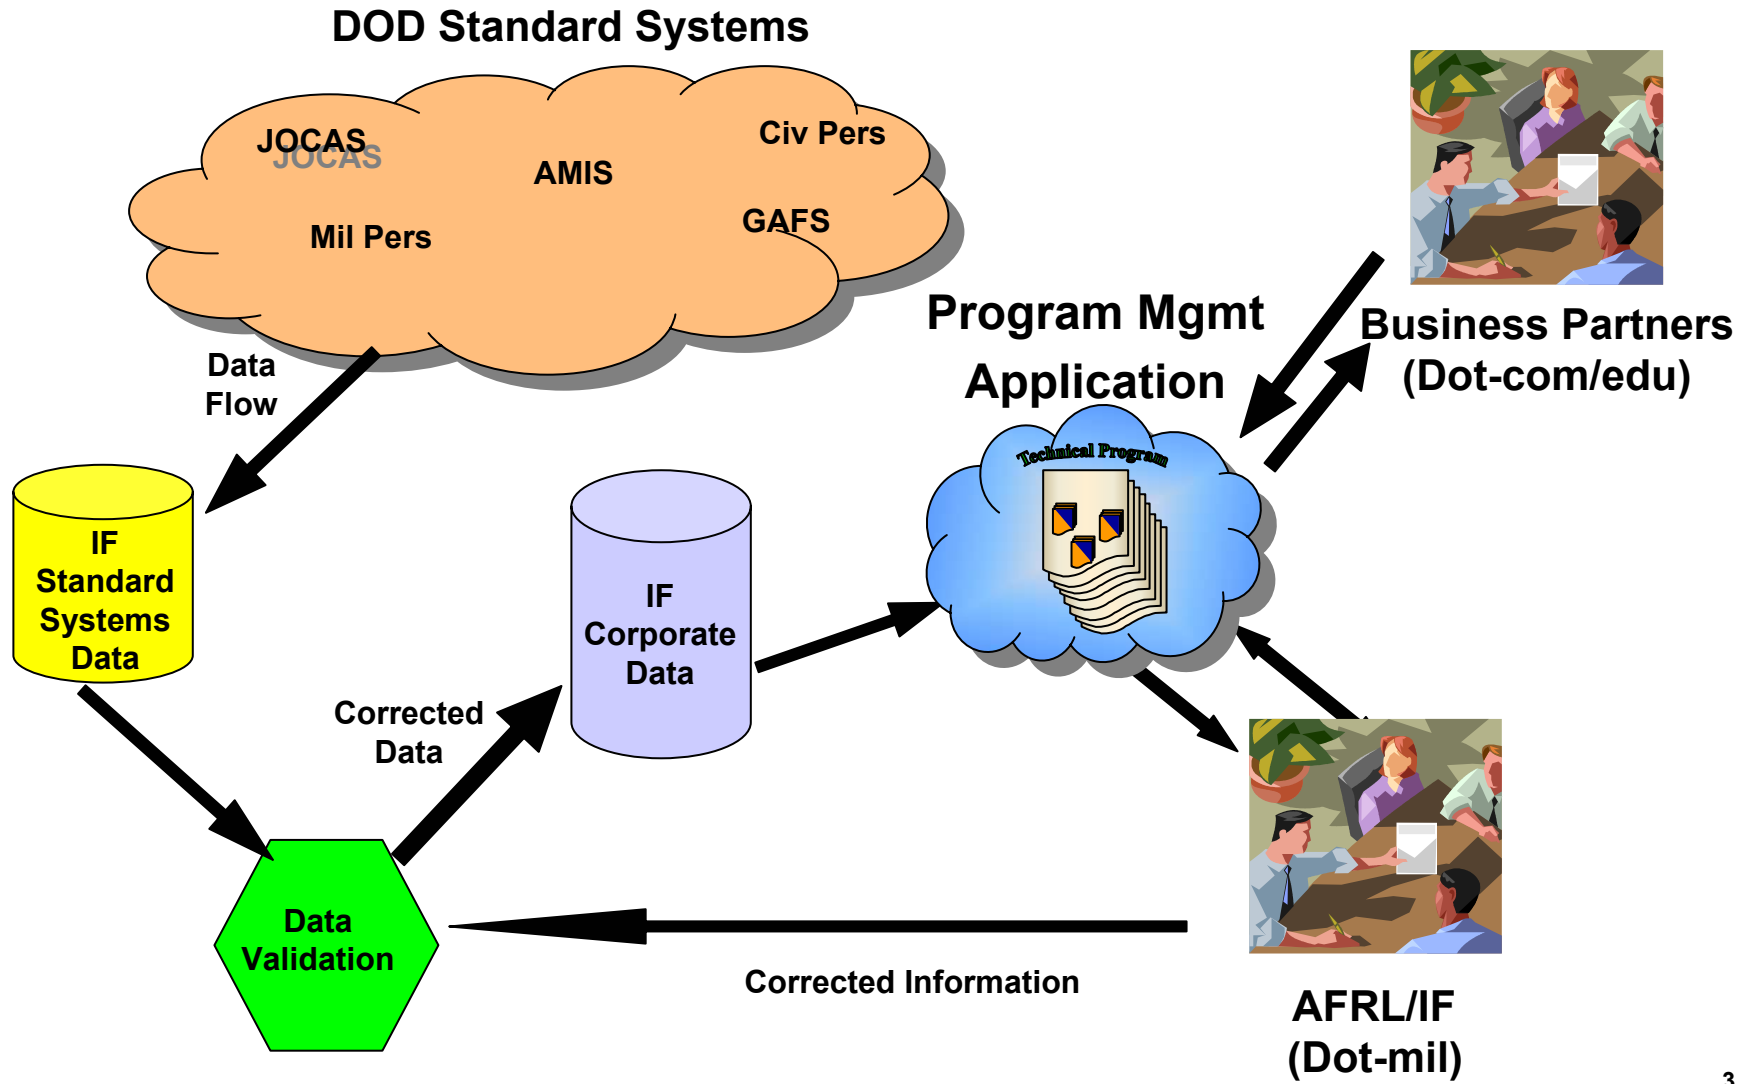 DOD Standard Systems
JOCAS
JOCAS
Civ Pers
AMIS
Mil Pers
GAFS
Program Mgmt
Application
Business Partners
(Dot-com/edu)
Data
Flow
Technical Program
IF
Standard
Systems
Data
IF
Corporate
Data
Corrected
Data
Data
Validation
Corrected Information
AFRL/IF
(Dot-mil)
3